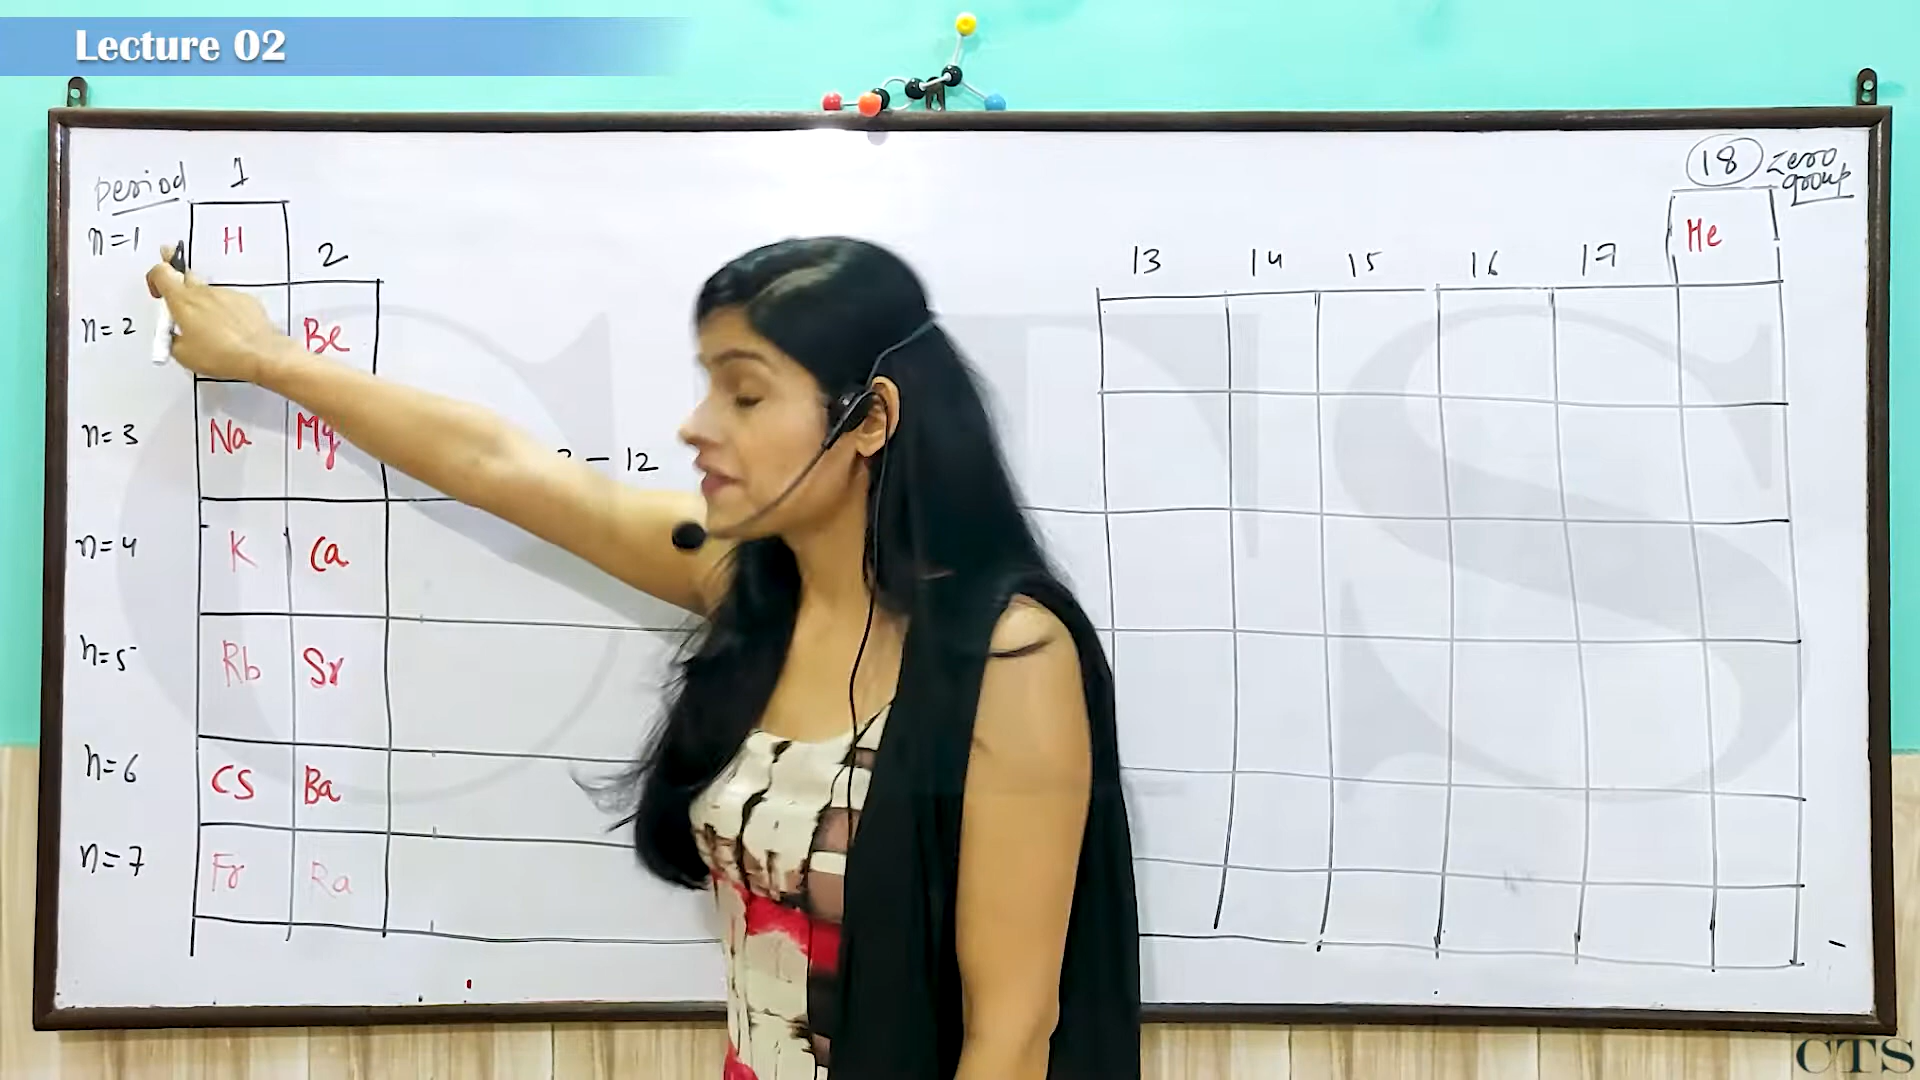 Lecture 02
period 1
18 zero group
n=1 H
2
He
13 14 15 16 17
n=2 Be
n=3 Na Mg
- 12
n=4 K Ca
n=5 Rb Sr
n=6 CS Ba
n=7 Fr Ra
CTS
CTS